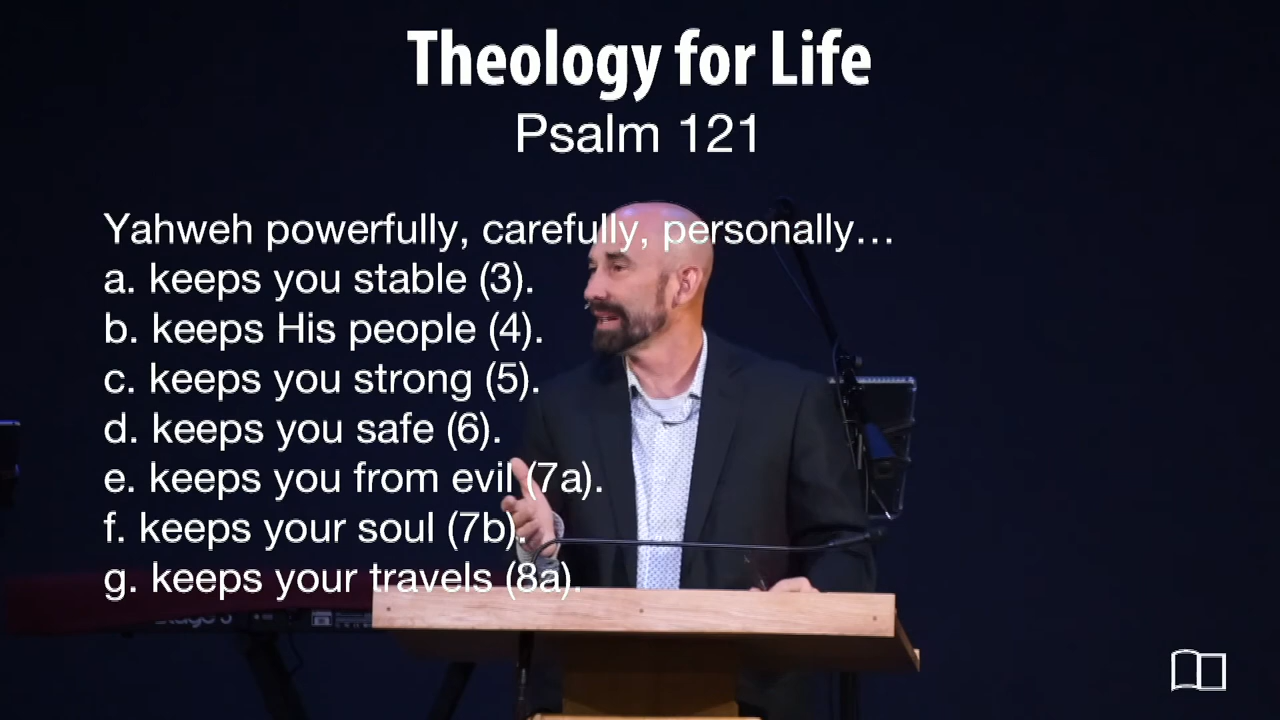 Theology for Life
Psalm 121
Yahweh powerfully, carefully, personally…
a. keeps you stable (3).
b. keeps His people (4).
c. keeps you strong (5).
d. keeps you safe (6).
e. keeps you from evil (7a).
f. keeps your soul (7b).
g. keeps your travels (8a).